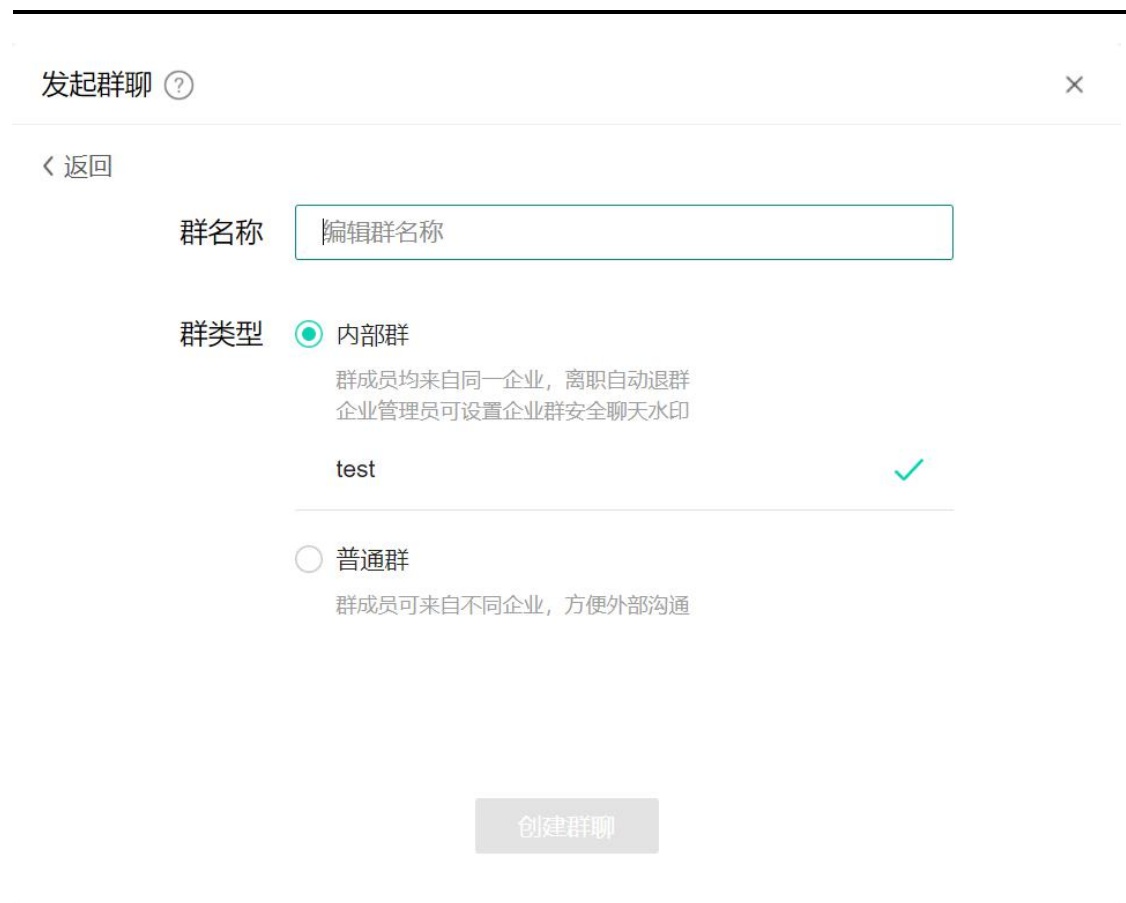 发起群聊 ?
返回
群名称 编辑群名称
群类型 内部群
群成员均来自同一企业，离职自动退群
企业管理员可设置企业群安全聊天水印
test
普通群
群成员可来自不同企业，方便外部沟通
创建群聊